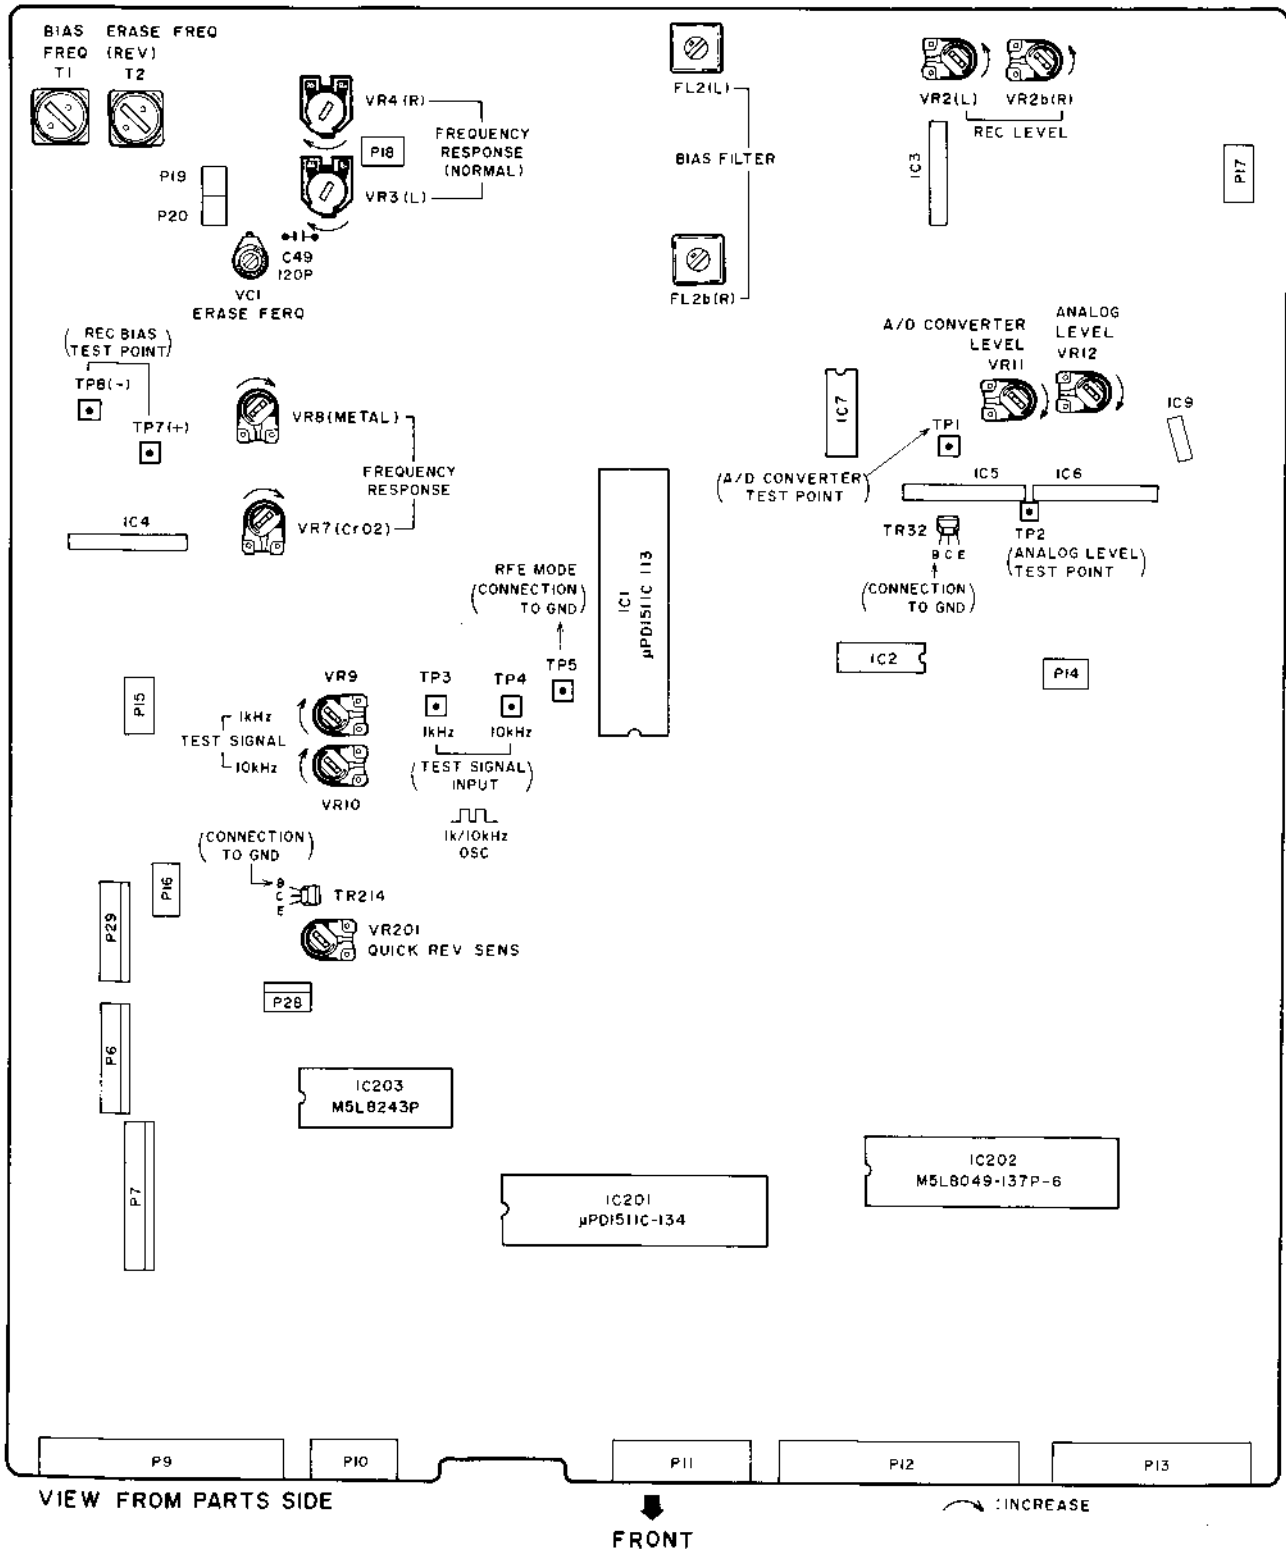 BIAS
FREQ
T1
ERASE FREQ
(REV)
T2
VR4(R)
P18
VR3(L)
FREQUENCY
RESPONSE
(NORMAL)
P19
P20
C49
120P
VC1
ERASE FERQ
FL2(L)
BIAS FILTER
FL2b(R)
VR2(L)
VR2b(R)
REC LEVEL
IC3
P17
(REC BIAS
TEST POINT)
TP8(-)
TP7(+)
VR8(METAL)
FREQUENCY
RESPONSE
VR7(CrO2)
IC4
A/D CONVERTER
LEVEL
VR11
ANALOG
LEVEL
VR12
IC7
TP1
IC9
(A/D CONVERTER
TEST POINT)
IC5
IC6
TR32
B C E
TP2
(ANALOG LEVEL
TEST POINT)
(CONNECTION
TO GND)
RFE MODE
(CONNECTION
TO GND)
IC1
µPD1511C 113
TP5
IC2
P14
P15
VR9
1kHz
TEST SIGNAL
10kHz
VR10
TP3
TP4
1kHz
10kHz
(TEST SIGNAL
INPUT)
1k/10kHz
OSC
(CONNECTION
TO GND)
B
C
E
TR214
P16
P29
VR201
QUICK REV SENS
P28
P6
IC203
M5L8243P
P7
IC201
µPD1511C-134
IC202
M5L8049-137P-6
P9
P10
P11
P12
P13
VIEW FROM PARTS SIDE
FRONT
:INCREASE